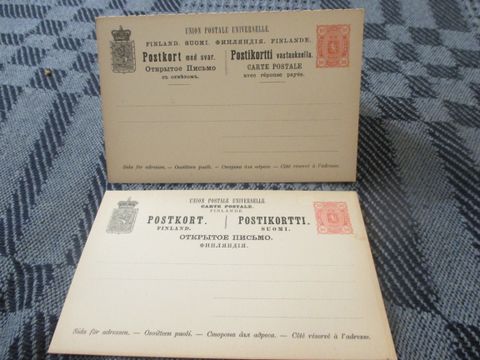 UNION POSTALE UNIVERSELLE.
FINLAND. SUOMI. ФИНЛЯНДІЯ. FINLANDE.
Postkort med svar. Postikortti vastauksella.
Открытое Письмо CARTE POSTALE
съ отвѣтомъ. avec réponse payée.
Sida för adressen. — Osoitteen puoli. — Сторона для адреса — Côté réservé à l'adresse.
UNION POSTALE UNIVERSELLE.
CARTE POSTALE.
FINLANDE.
POSTKORT. POSTIKORTTI.
FINLAND. SUOMI.
ОТКРЫТОЕ ПИСЬМО.
ФИНЛЯНДІЯ.
Sida för adressen. — Osoitteen puoli. — Сторона для адреса. — Côté réservé à l'adresse.